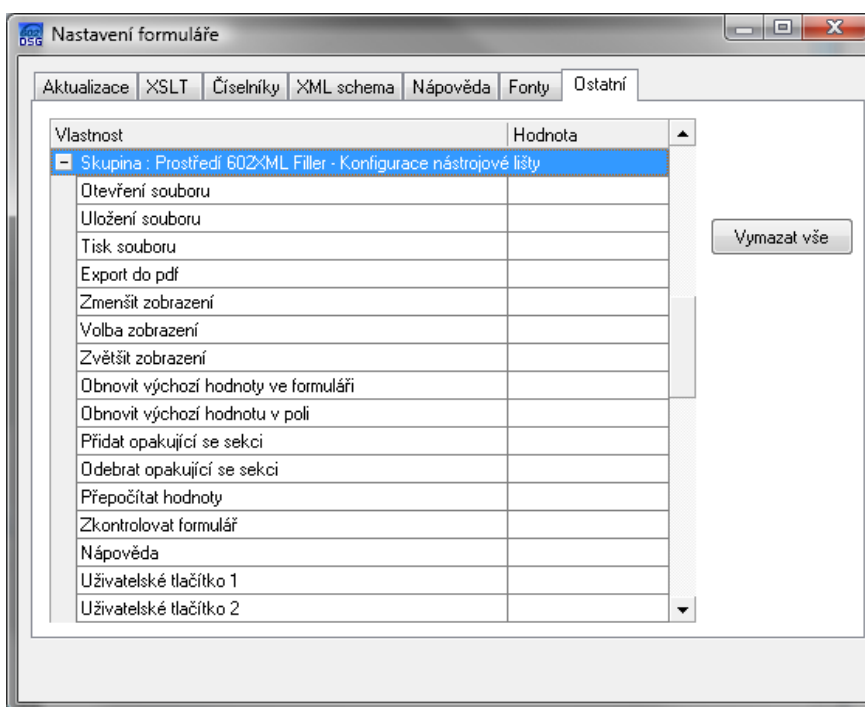 602
DSG
Nastavení formuláře
Aktualizace XSLT Číselníky XML schema Nápověda Fonty Ostatní
Vlastnost Hodnota
Skupina : Prostředí 602XML Filler - Konfigurace nástrojové lišty
Otevření souboru
Uložení souboru
Tisk souboru
Export do pdf
Zmenšit zobrazení
Volba zobrazení
Zvětšit zobrazení
Obnovit výchozí hodnoty ve formuláři
Obnovit výchozí hodnotu v poli
Přidat opakující se sekci
Odebrat opakující se sekci
Přepočítat hodnoty
Zkontrolovat formulář
Nápověda
Uživatelské tlačítko 1
Uživatelské tlačítko 2
Vymazat vše